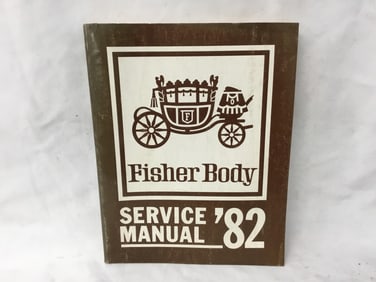 F
Fisher Body
SERVICE
MANUAL '82